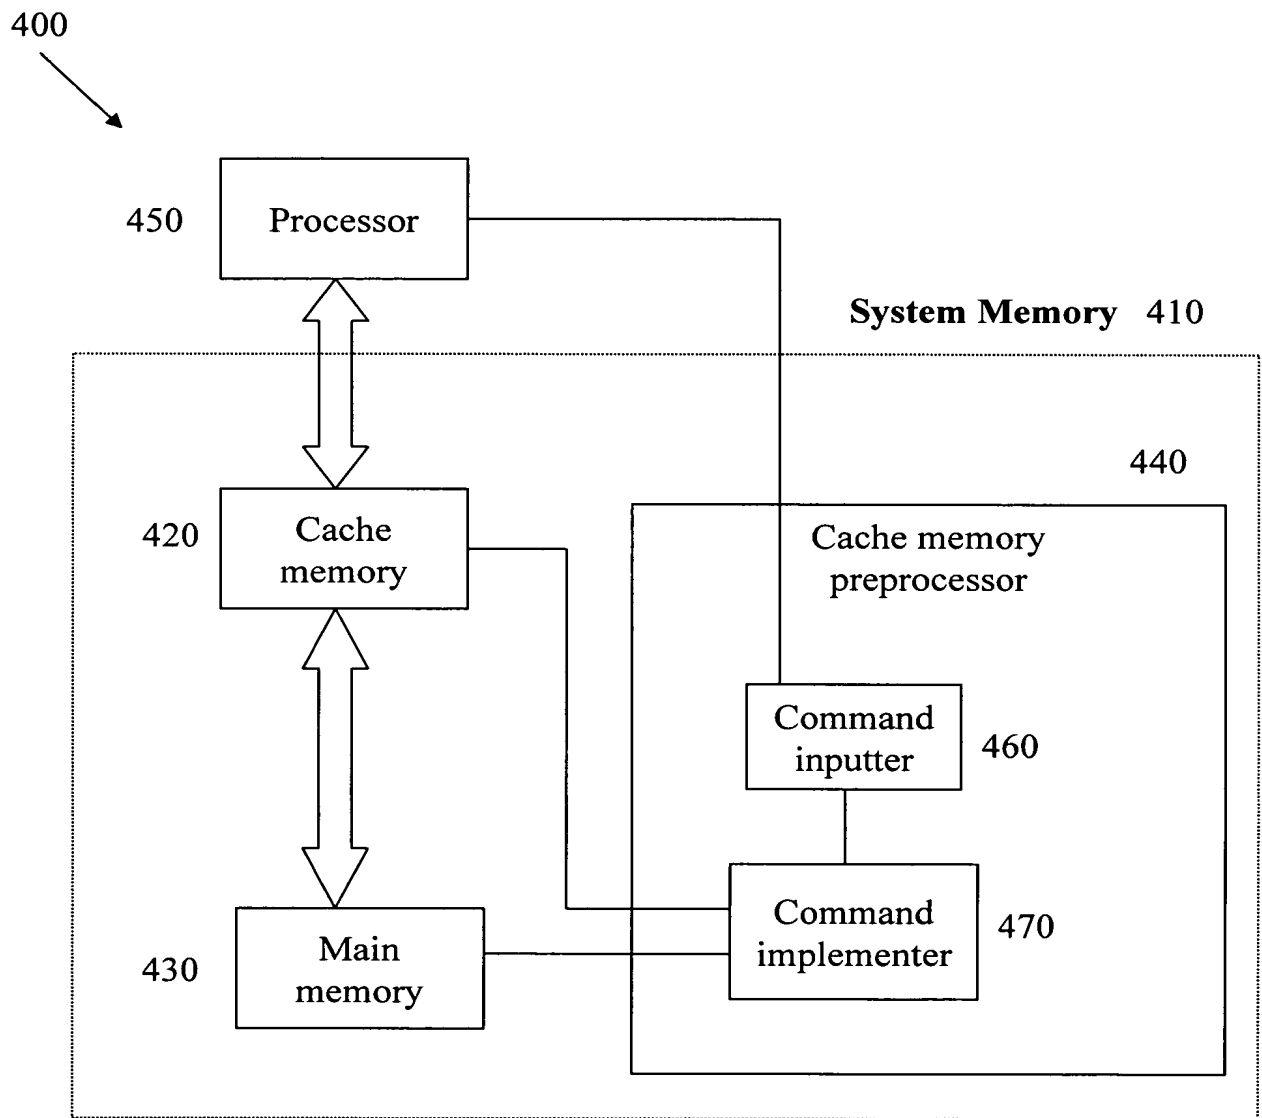 400
450
Processor
System Memory 410
440
420
Cache
memory
Cache memory
preprocessor
Command
inputter
460
430
Main
memory
Command
implementer
470